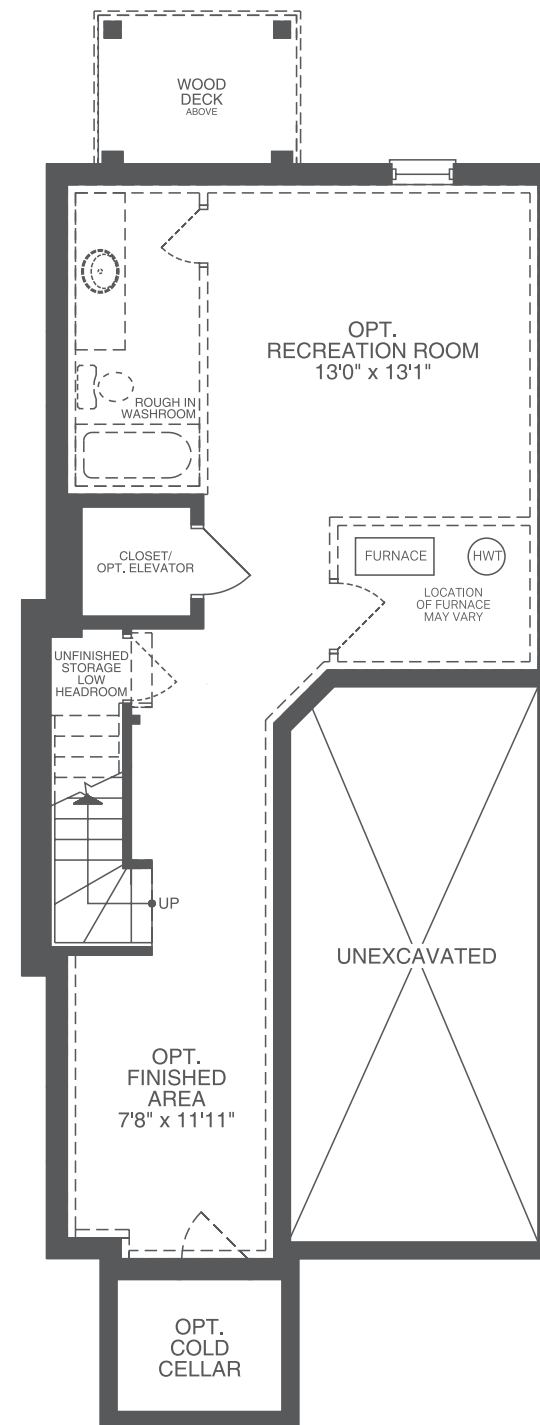 WOOD
DECK
ABOVE
OPT.
RECREATION ROOM
13'0" x 13'1"
ROUGH IN
WASHROOM
CLOSET/
OPT. ELEVATOR
FURNACE
HWT
LOCATION
OF FURNACE
MAY VARY
UNFINISHED
STORAGE
LOW
HEADROOM
UP
UNEXCAVATED
OPT.
FINISHED
AREA
7'8" x 11'11"
OPT.
COLD
CELLAR